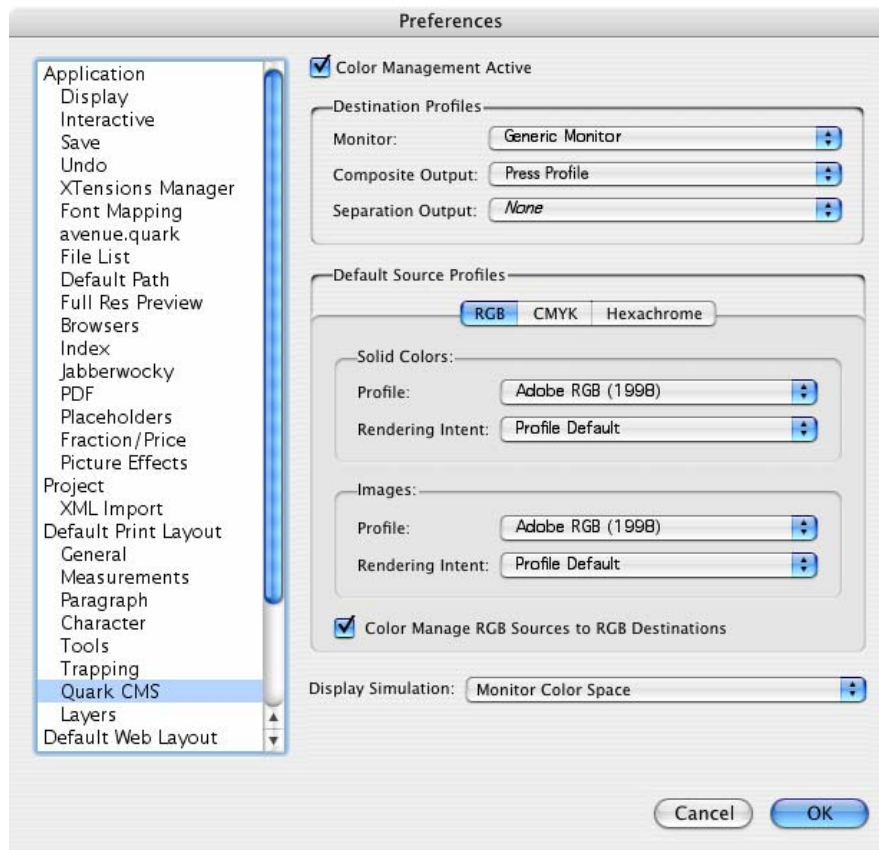 Preferences
Application
Display
Interactive
Save
Undo
XTensions Manager
Font Mapping
avenue.quark
File List
Default Path
Full Res Preview
Browsers
Index
Jabberwocky
PDF
Placeholders
Fraction/Price
Picture Effects
Project
XML Import
Default Print Layout
General
Measurements
Paragraph
Character
Tools
Trapping
Quark CMS
Layers
Default Web Layout
Color Management Active
Destination Profiles
Monitor: Generic Monitor
Composite Output: Press Profile
Separation Output: None
Default Source Profiles
RGB CMYK Hexachrome
Solid Colors:
Profile: Adobe RGB (1998)
Rendering Intent: Profile Default
Images:
Profile: Adobe RGB (1998)
Rendering Intent: Profile Default
Color Manage RGB Sources to RGB Destinations
Display Simulation: Monitor Color Space
Cancel OK